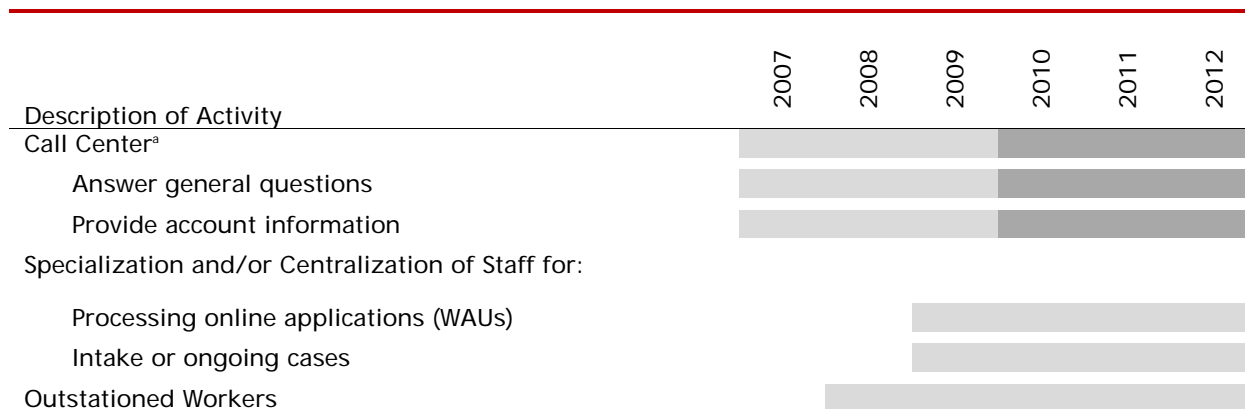 2007 2008 2009 2010 2011 2012
Description of Activity
Call Centerᵃ
Answer general questions
Provide account information
Specialization and/or Centralization of Staff for:
Processing online applications (WAUs)
Intake or ongoing cases
Outstationed Workers